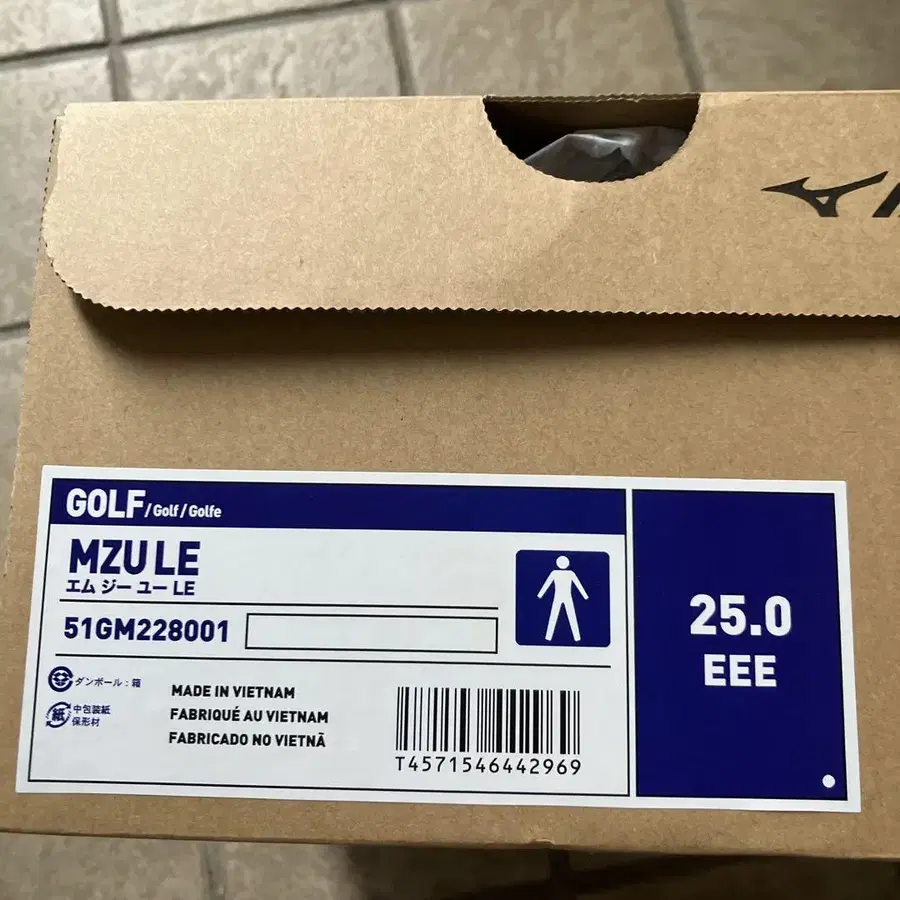 GOLF/Golf/Golfe
MZU LE
エム ジー ユー LE
51GM228001
25.0
EEE
ダンボール：箱
紙 中包装紙
保形材
MADE IN VIETNAM
FABRIQUÉ AU VIETNAM
FABRICADO NO VIETNÃ
T4571546442969